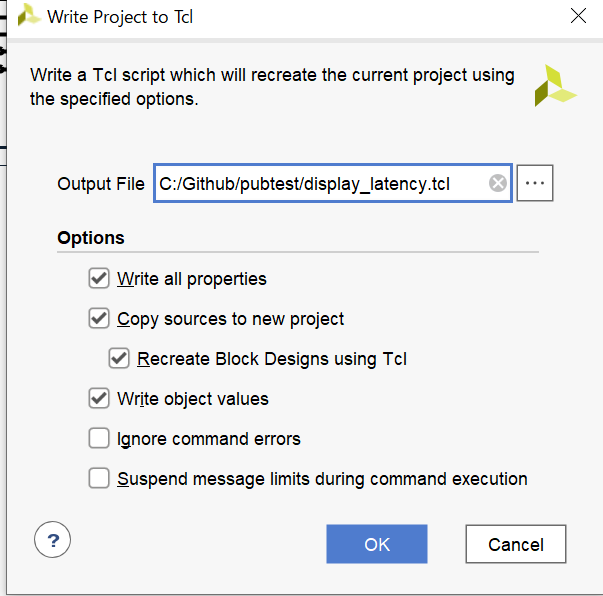 Write Project to Tcl
Write a Tcl script which will recreate the current project using
the specified options.
Output File C:/Github/pubtest/display_latency.tcl ...
Options
Write all properties
Copy sources to new project
Recreate Block Designs using Tcl
Write object values
Ignore command errors
Suspend message limits during command execution
? OK Cancel